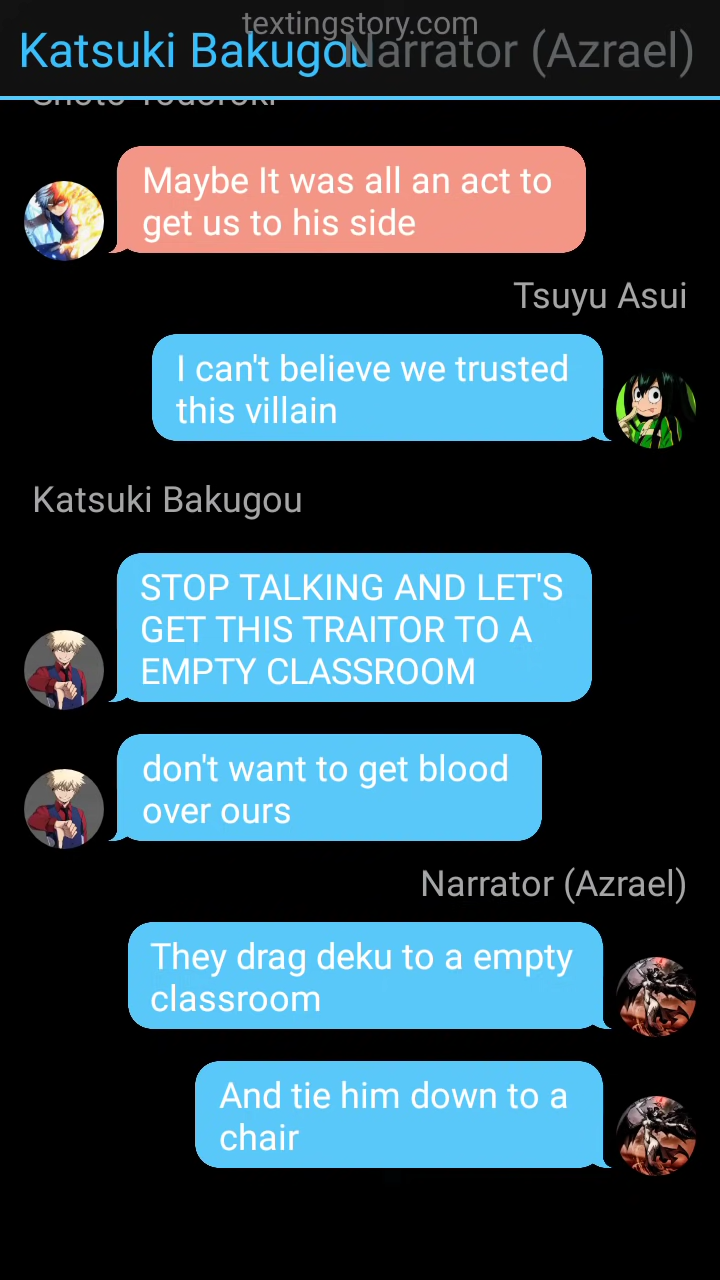 textingstory.com
Katsuki Bakugou Narrator (Azrael)
Shoto Todoroki
Maybe It was all an act to
get us to his side
Tsuyu Asui
I can't believe we trusted
this villain
Katsuki Bakugou
STOP TALKING AND LET'S
GET THIS TRAITOR TO A
EMPTY CLASSROOM
don't want to get blood
over ours
Narrator (Azrael)
They drag deku to a empty
classroom
And tie him down to a
chair